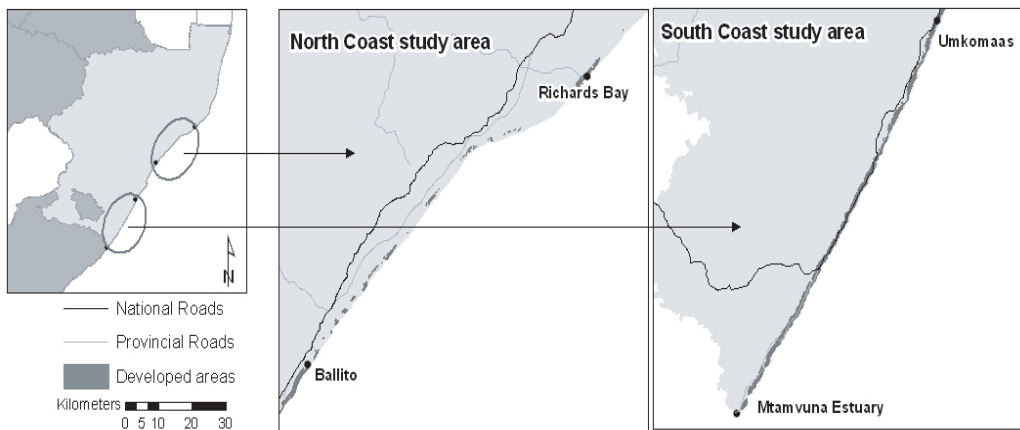 North Coast study area
Richards Bay
Ballito
South Coast study area
Umkomaas
Mtamvuna Estuary
N
National Roads
Provincial Roads
Developed areas
Kilometers
0 5 10 20 30